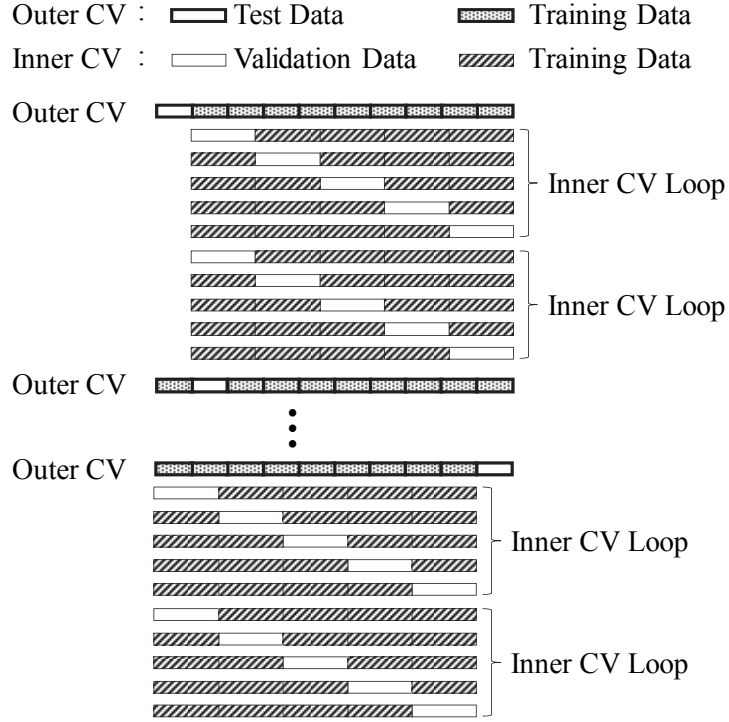 Outer CV : Test Data Training Data
Inner CV : Validation Data Training Data
Outer CV
Inner CV Loop
Inner CV Loop
Outer CV
Outer CV
Inner CV Loop
Inner CV Loop